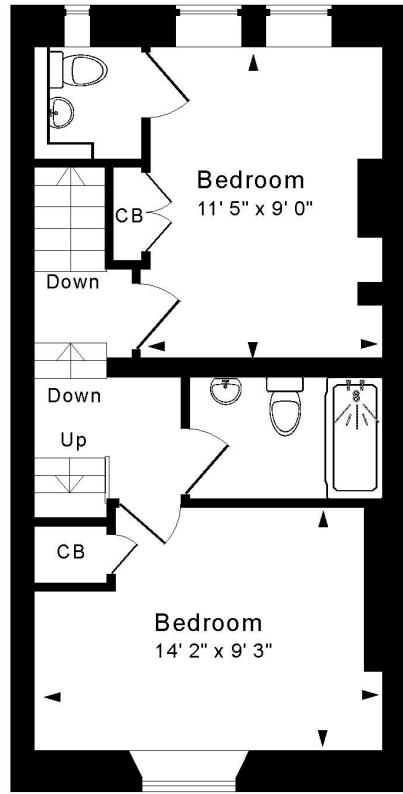 Bedroom
11' 5" x 9' 0"
CB
Down
Down
Up
CB
Bedroom
14' 2" x 9' 3"